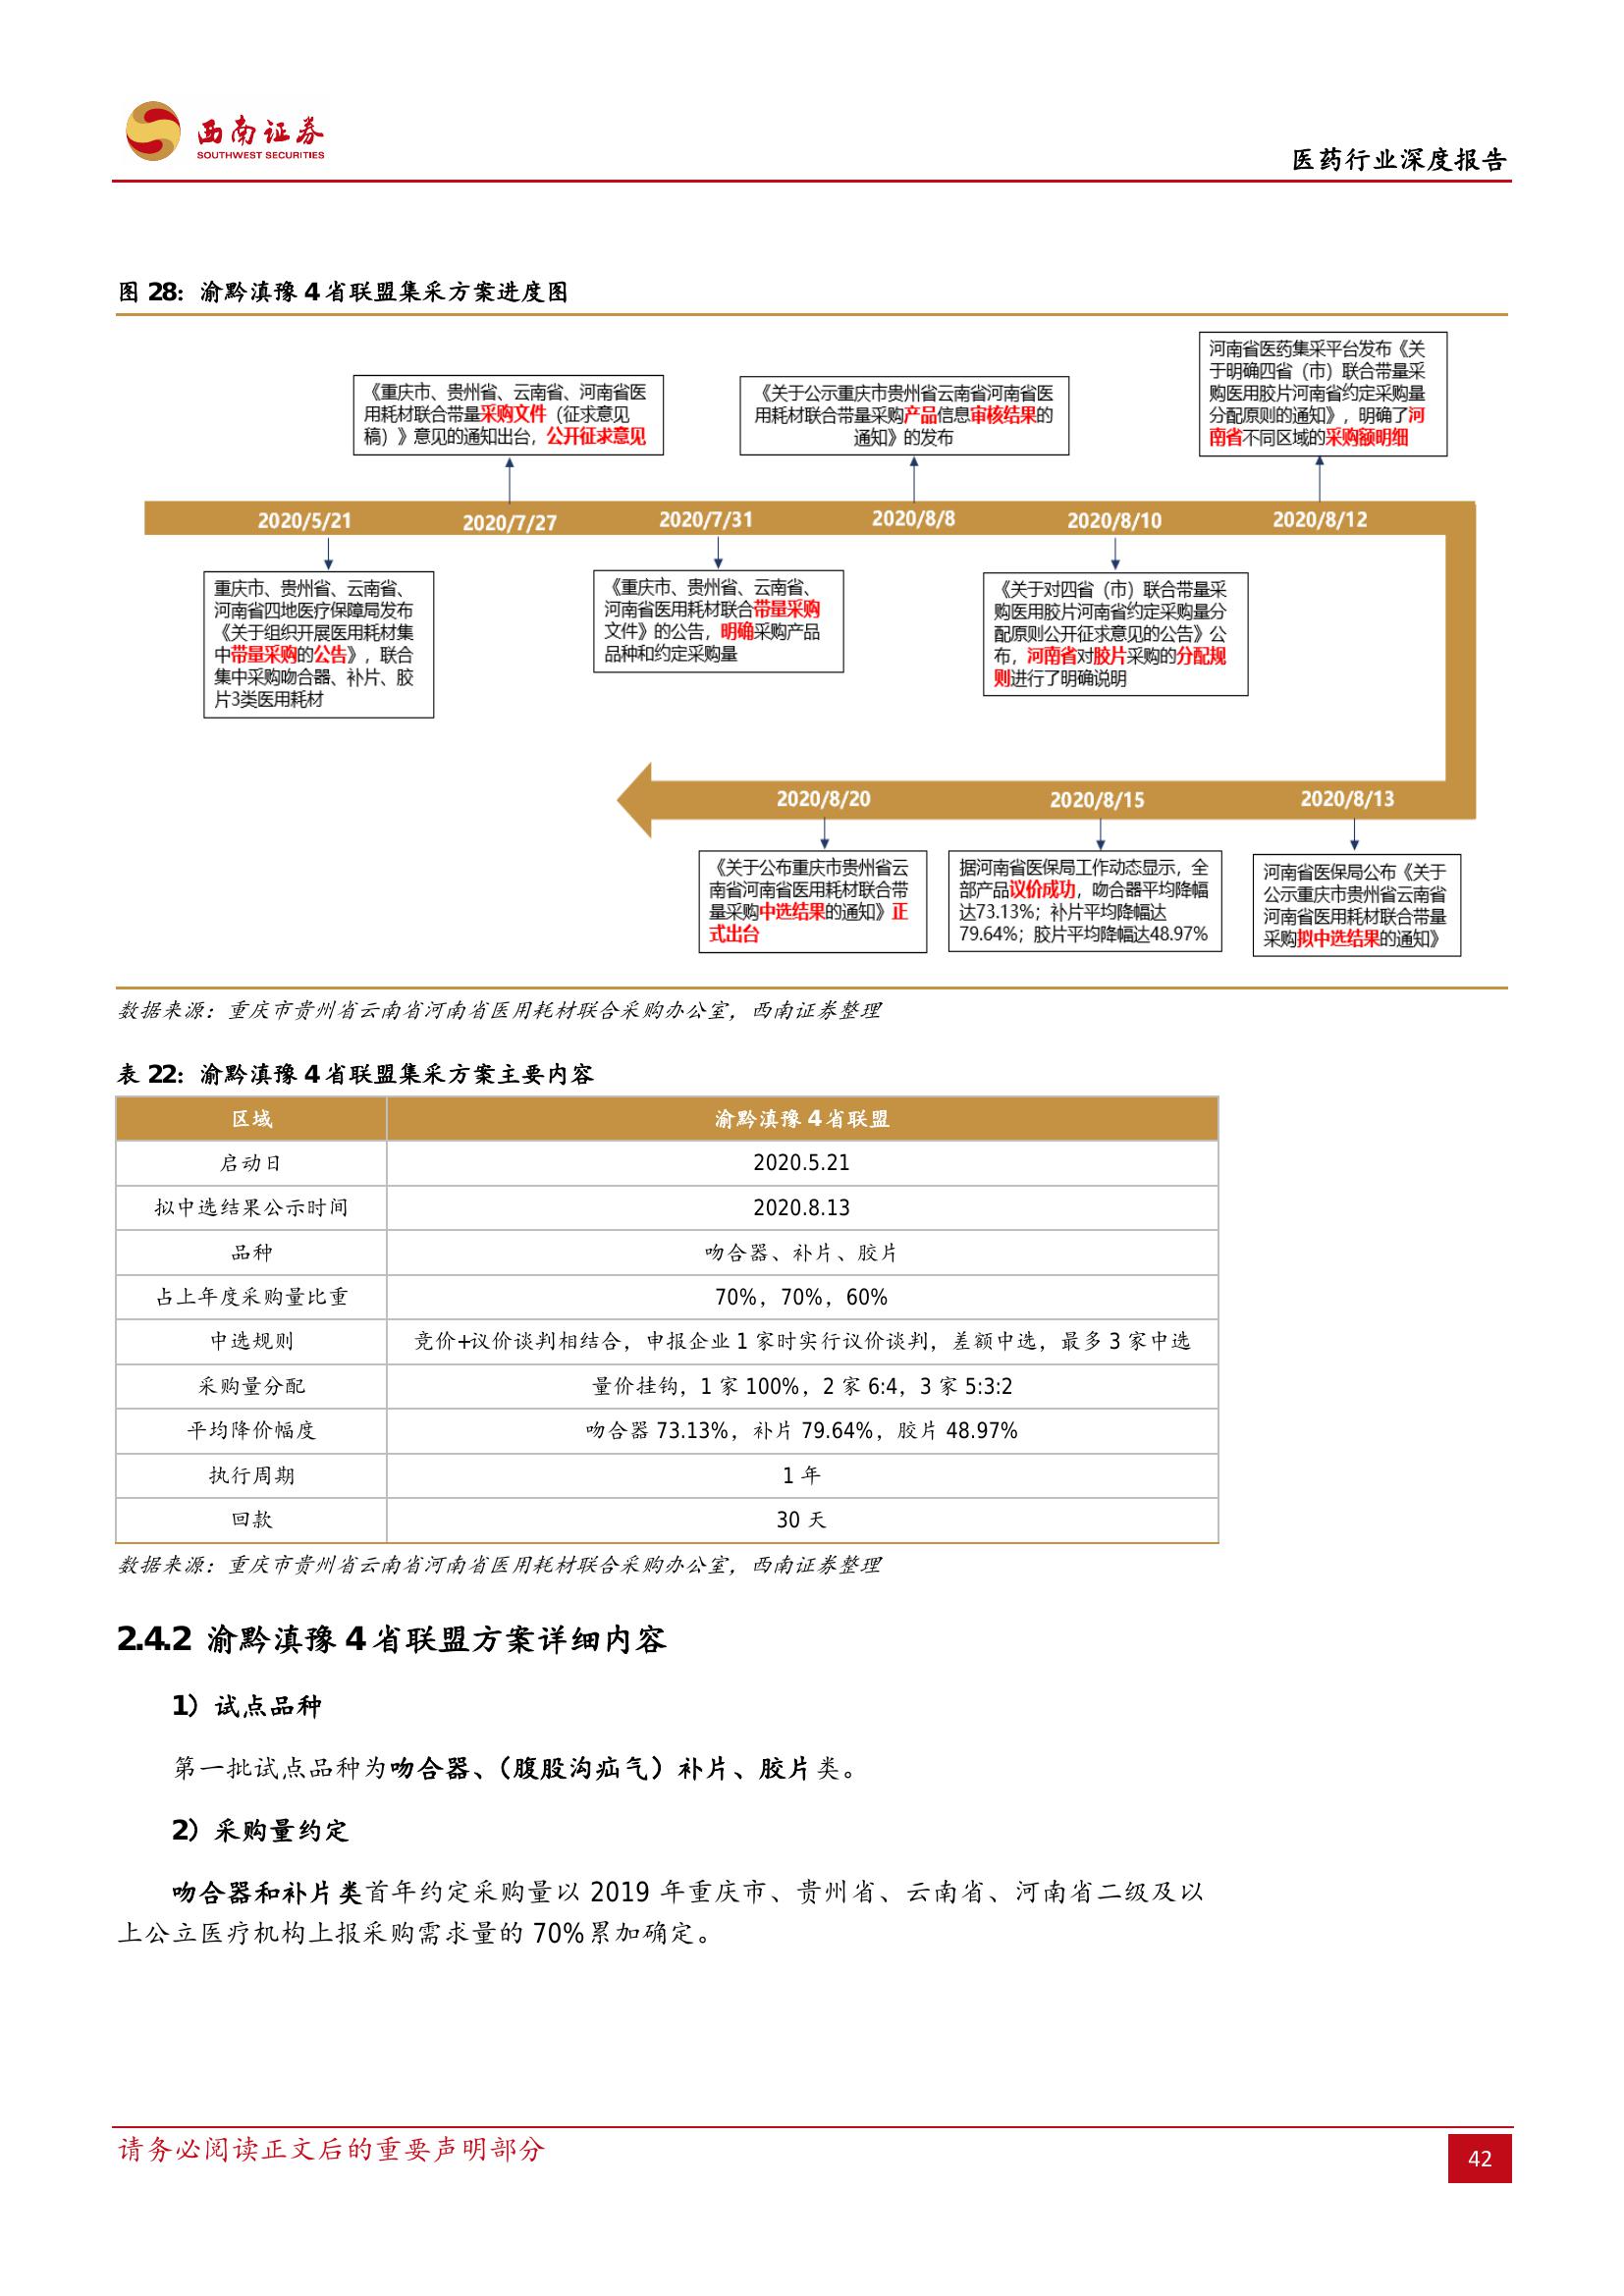 西南证券
SOUTHWEST SECURITIES
医药行业深度报告
图 28：渝黔滇豫 4 省联盟集采方案进度图
《重庆市、贵州省、云南省、河南省医
用耗材联合带量采购文件（征求意见
稿）》意见的通知出台，公开征求意见
《关于公示重庆市贵州省云南省河南省医
用耗材联合带量采购产品信息审核结果的
通知》的发布
河南省医药集采平台发布《关
于明确四省（市）联合带量采
购医用胶片河南省约定采购量
分配原则的通知》，明确了河
南省不同区域的采购额明细
2020/5/21
2020/7/27
2020/7/31
2020/8/8
2020/8/10
2020/8/12
重庆市、贵州省、云南省、
河南省四地医疗保障局发布
《关于组织开展医用耗材集
中带量采购的公告》，联合
集中采购吻合器、补片、胶
片3类医用耗材
《重庆市、贵州省、云南省、
河南省医用耗材联合带量采购
文件》的公告，明确采购产品
品种和约定采购量
《关于对四省（市）联合带量采
购医用胶片河南省约定采购量分
配原则公开征求意见的公告》公
布，河南省对胶片采购的分配规
则进行了明确说明
2020/8/20
2020/8/15
2020/8/13
《关于公布重庆市贵州省云
南省河南省医用耗材联合带
量采购中选结果的通知》正
式出台
据河南省医保局工作动态显示，全
部产品议价成功，吻合器平均降幅
达73.13%；补片平均降幅达
79.64%；胶片平均降幅达48.97%
河南省医保局公布《关于
公示重庆市贵州省云南省
河南省医用耗材联合带量
采购拟中选结果的通知》
数据来源：重庆市贵州省云南省河南省医用耗材联合采购办公室，西南证券整理
表 22：渝黔滇豫 4 省联盟集采方案主要内容
区域 渝黔滇豫 4 省联盟
启动日 2020.5.21
拟中选结果公示时间 2020.8.13
品种 吻合器、补片、胶片
占上年度采购量比重 70%，70%，60%
中选规则 竞价+议价谈判相结合，申报企业 1 家时实行议价谈判，差额中选，最多 3 家中选
采购量分配 量价挂钩，1 家 100%，2 家 6:4，3 家 5:3:2
平均降价幅度 吻合器 73.13%，补片 79.64%，胶片 48.97%
执行周期 1 年
回款 30 天
数据来源：重庆市贵州省云南省河南省医用耗材联合采购办公室，西南证券整理
2.4.2 渝黔滇豫 4 省联盟方案详细内容
1）试点品种
第一批试点品种为吻合器、（腹股沟疝气）补片、胶片类。
2）采购量约定
吻合器和补片类首年约定采购量以 2019 年重庆市、贵州省、云南省、河南省二级及以
上公立医疗机构上报采购需求量的 70%累加确定。
请务必阅读正文后的重要声明部分
42